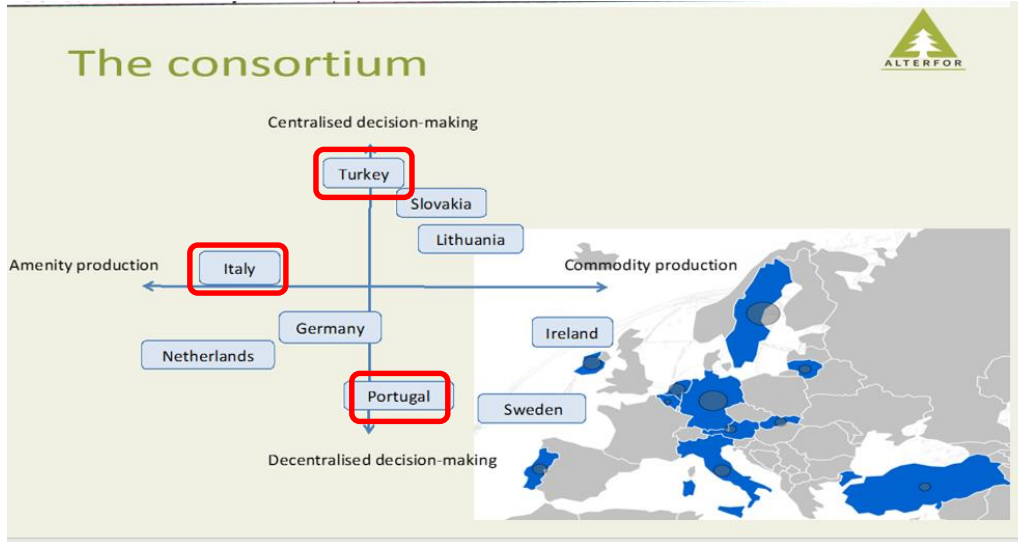 The consortium
ALTERFOR
Centralised decision-making
Turkey
Slovakia
Lithuania
Amenity production
Italy
Commodity production
Germany
Ireland
Netherlands
Portugal
Sweden
Decentralised decision-making